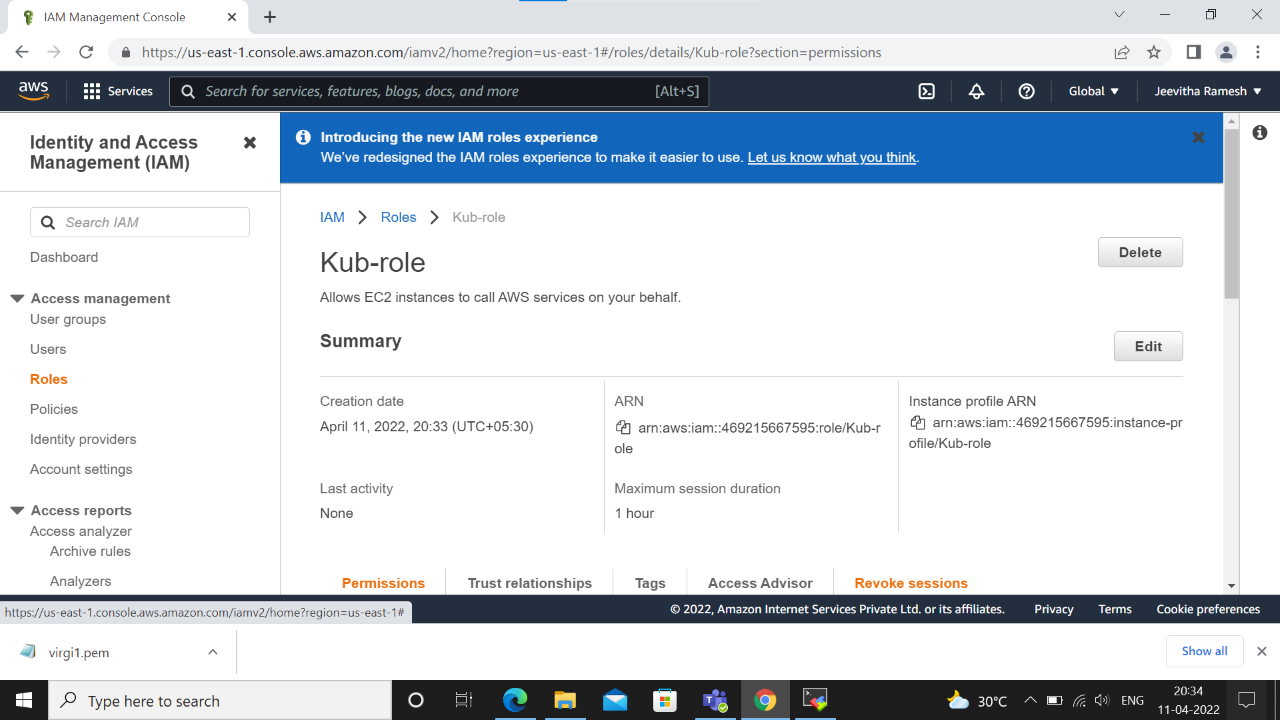 IAM Management Console
https://us-east-1.console.aws.amazon.com/iamv2/home?region=us-east-1#/roles/details/Kub-role?section=permissions
aws
Services
Search for services, features, blogs, docs, and more
[Alt+S]
Global
Jeevitha Ramesh
Identity and Access
Management (IAM)
Search IAM
Dashboard
Access management
User groups
Users
Roles
Policies
Identity providers
Account settings
Access reports
Access analyzer
Archive rules
Analyzers
Introducing the new IAM roles experience
We've redesigned the IAM roles experience to make it easier to use. Let us know what you think.
IAM > Roles > Kub-role
Kub-role
Delete
Allows EC2 instances to call AWS services on your behalf.
Summary
Edit
Creation date
April 11, 2022, 20:33 (UTC+05:30)
ARN
arn:aws:iam::469215667595:role/Kub-r
ole
Instance profile ARN
arn:aws:iam::469215667595:instance-pr
ofile/Kub-role
Last activity
None
Maximum session duration
1 hour
Permissions
Trust relationships
Tags
Access Advisor
Revoke sessions
https://us-east-1.console.aws.amazon.com/iamv2/home?region=us-east-1#
© 2022, Amazon Internet Services Private Ltd. or its affiliates.
Privacy
Terms
Cookie preferences
virgi1.pem
Show all
Type here to search
30°C
ENG
20:34
11-04-2022